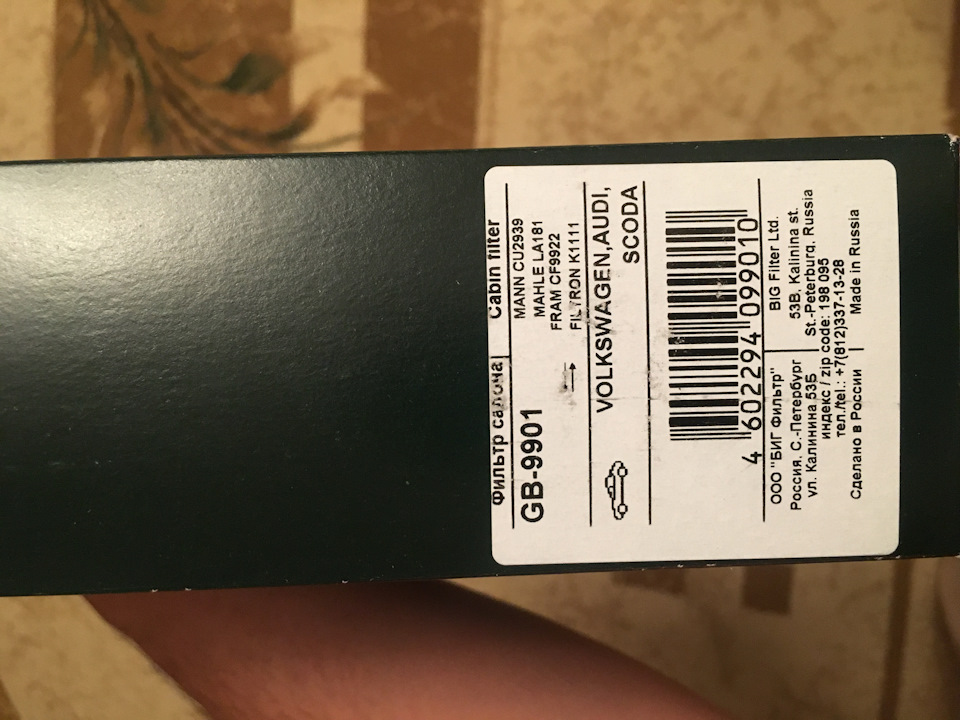 Фильтр салона Cabin filter
GB-9901
MANN CU2939
MAHLE LA181
FRAM CF9922
FILTRON K1111
VOLKSWAGEN,AUDI,
SCODA
4 602294 099010
ООО "БИГ Фильтр"
Россия, С.-Петербург
ул. Калинина 53Б
BIG Filter Ltd.
53B, Kalinina st.
St.-Peterburg, Russia
индекс / zip code: 198 095
тел./tel.: +7(812)337-13-28
Сделано в России Made in Russia